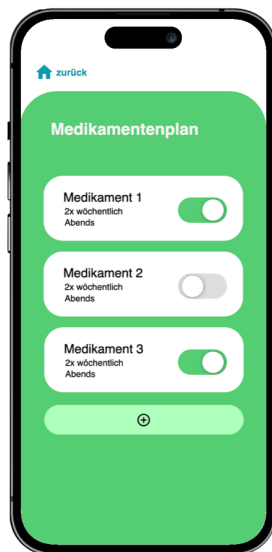 zurück
Medikamentenplan
Medikament 1
2x wöchentlich
Abends
Medikament 2
2x wöchentlich
Abends
Medikament 3
2x wöchentlich
Abends